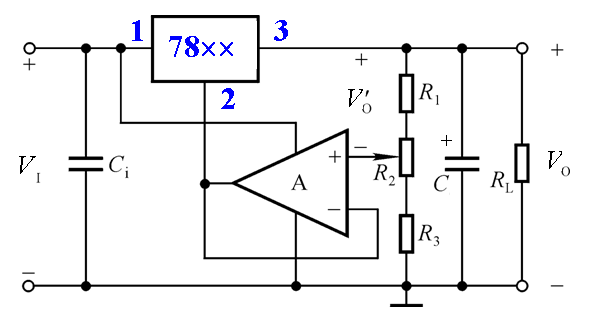 1
78××
3
+
+
+
V′O
R1
2
+
VI
Ci
A
+
−
R2
C
RL
VO
−
R3
−
−